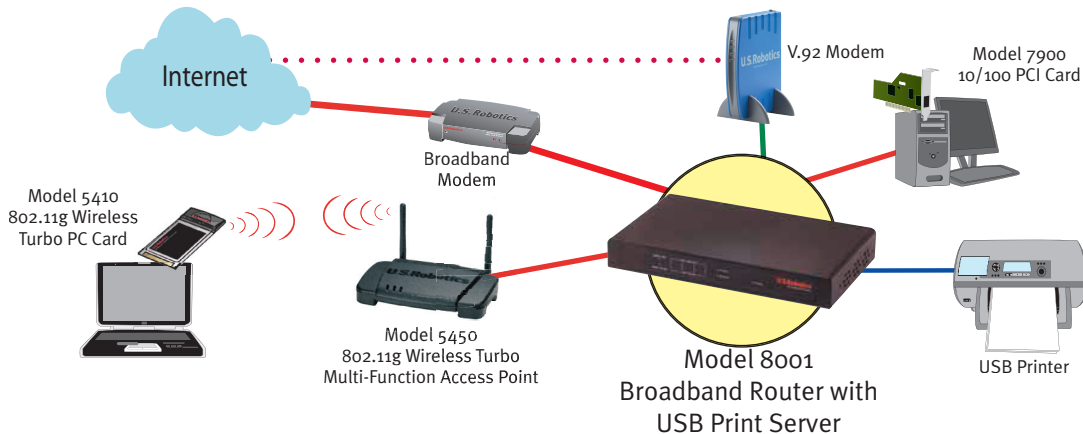 Internet
U.S.Robotics
V.92 Modem
Model 7900
10/100 PCI Card
U.S.Robotics
Broadband
Modem
Model 5410
802.11g Wireless
Turbo PC Card
U.S.Robotics
Model 5450
802.11g Wireless Turbo
Multi-Function Access Point
Model 8001
Broadband Router with
USB Print Server
USB Printer